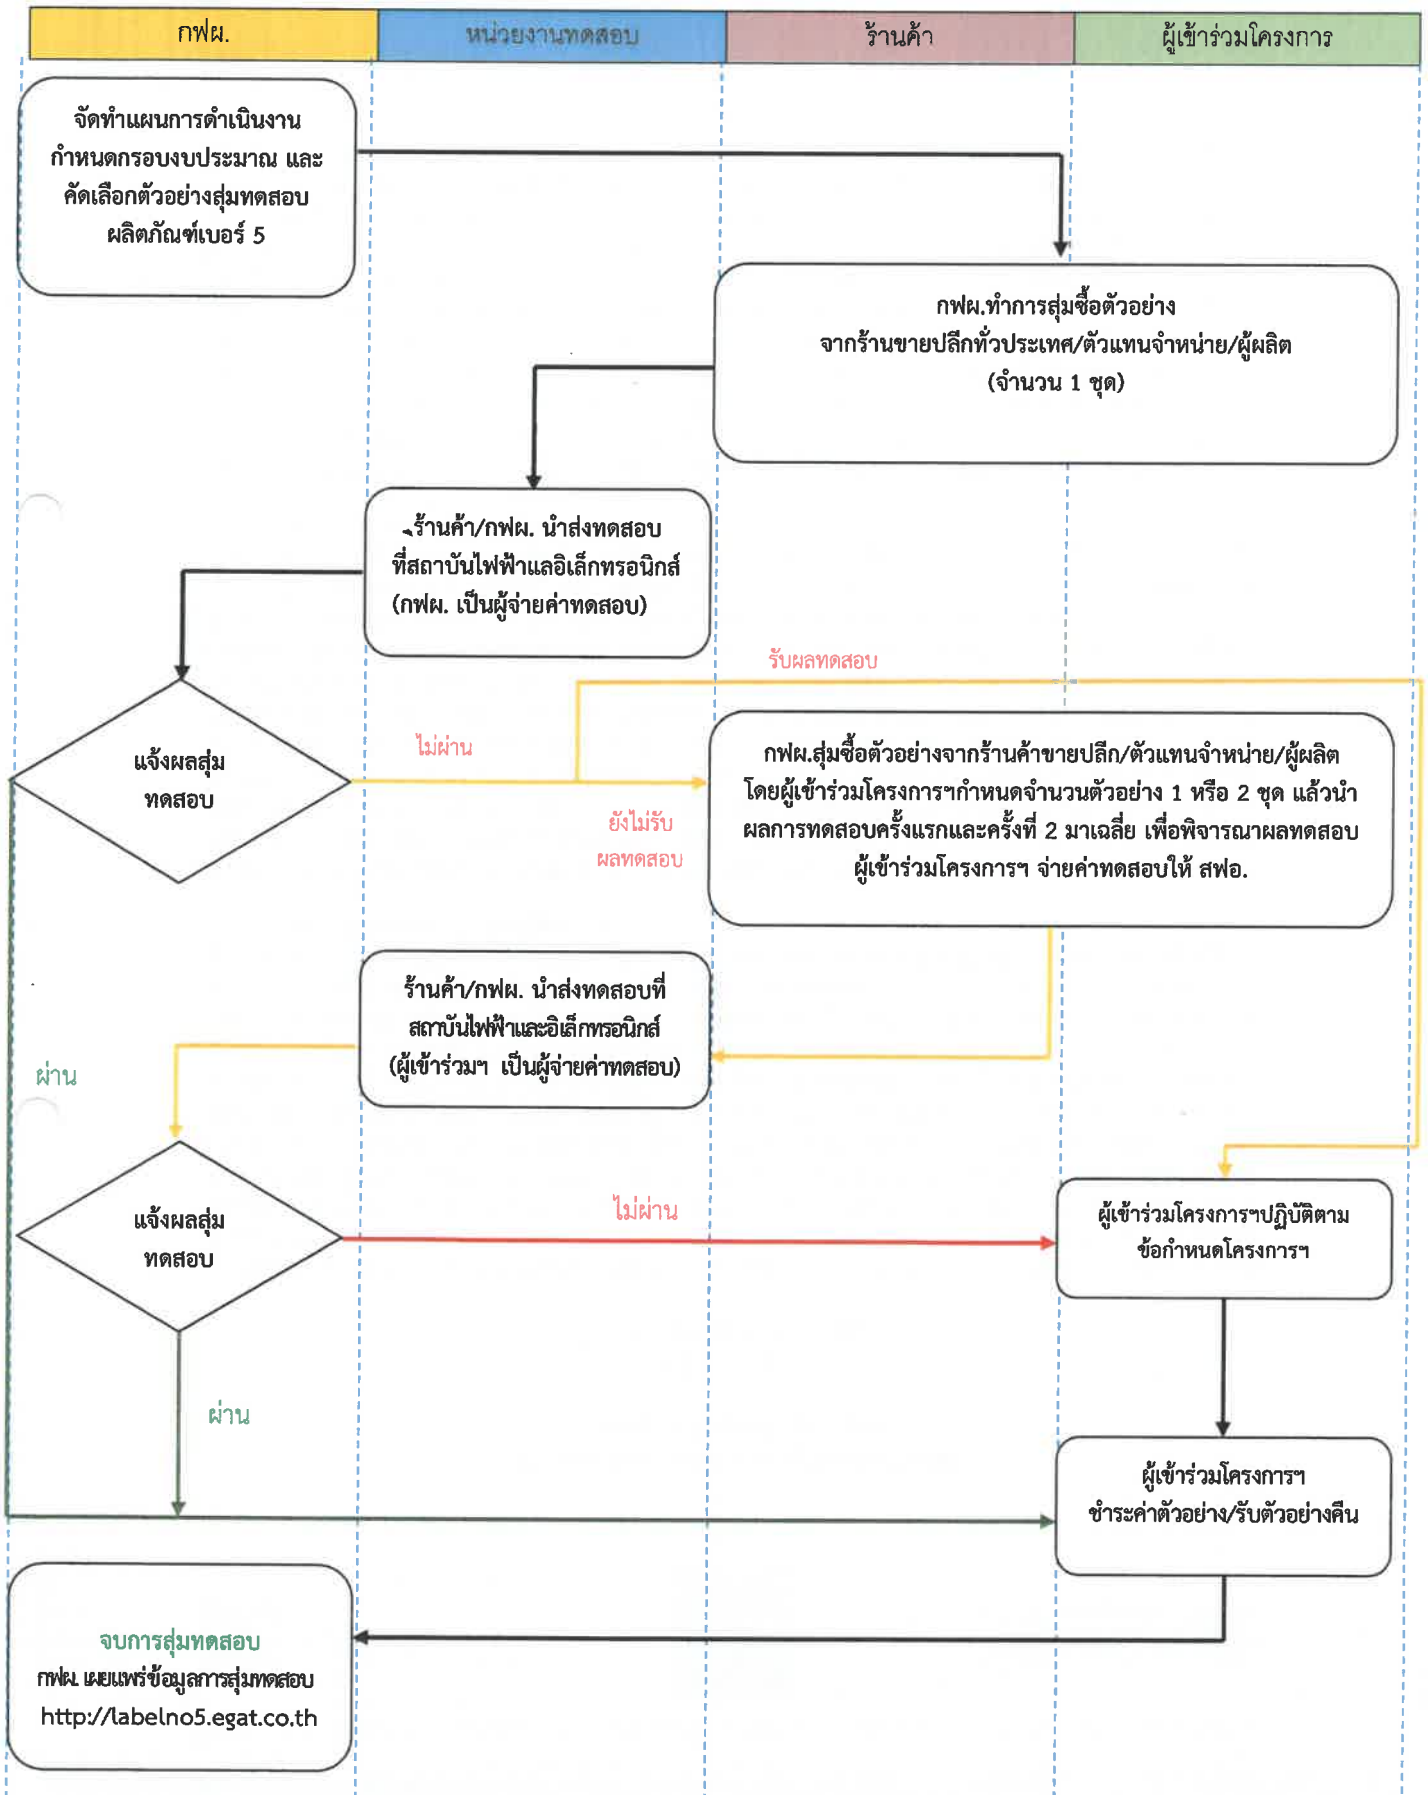 กฟผ.
หน่วยงานทดสอบ
ร้านค้า
ผู้เข้าร่วมโครงการ
จัดทำแผนการดำเนินงาน
กำหนดกรอบงบประมาณ และ
คัดเลือกตัวอย่างสุ่มทดสอบ
ผลิตภัณฑ์เบอร์ 5
กฟผ.ทำการสุ่มซื้อตัวอย่าง
จากร้านขายปลีกทั่วประเทศ/ตัวแทนจำหน่าย/ผู้ผลิต
(จำนวน 1 ชุด)
ร้านค้า/กฟผ. นำส่งทดสอบ
ที่สถาบันไฟฟ้าแลอิเล็กทรอนิกส์
(กฟผ. เป็นผู้จ่ายค่าทดสอบ)
รับผลทดสอบ
แจ้งผลสุ่ม
ทดสอบ
ไม่ผ่าน
ยังไม่รับ
ผลทดสอบ
กฟผ.สุ่มซื้อตัวอย่างจากร้านค้าขายปลีก/ตัวแทนจำหน่าย/ผู้ผลิต
โดยผู้เข้าร่วมโครงการฯกำหนดจำนวนตัวอย่าง 1 หรือ 2 ชุด แล้วนำ
ผลการทดสอบครั้งแรกและครั้งที่ 2 มาเฉลี่ย เพื่อพิจารณาผลทดสอบ
ผู้เข้าร่วมโครงการฯ จ่ายค่าทดสอบให้ สฟอ.
ร้านค้า/กฟผ. นำส่งทดสอบที่
สถาบันไฟฟ้าและอิเล็กทรอนิกส์
(ผู้เข้าร่วมฯ เป็นผู้จ่ายค่าทดสอบ)
ผ่าน
แจ้งผลสุ่ม
ทดสอบ
ไม่ผ่าน
ผู้เข้าร่วมโครงการฯปฏิบัติตาม
ข้อกำหนดโครงการฯ
ผ่าน
ผู้เข้าร่วมโครงการฯ
ชำระค่าตัวอย่าง/รับตัวอย่างคืน
จบการสุ่มทดสอบ
กฟผ. เผยแพร่ข้อมูลการสุ่มทดสอบ
http://labelno5.egat.co.th